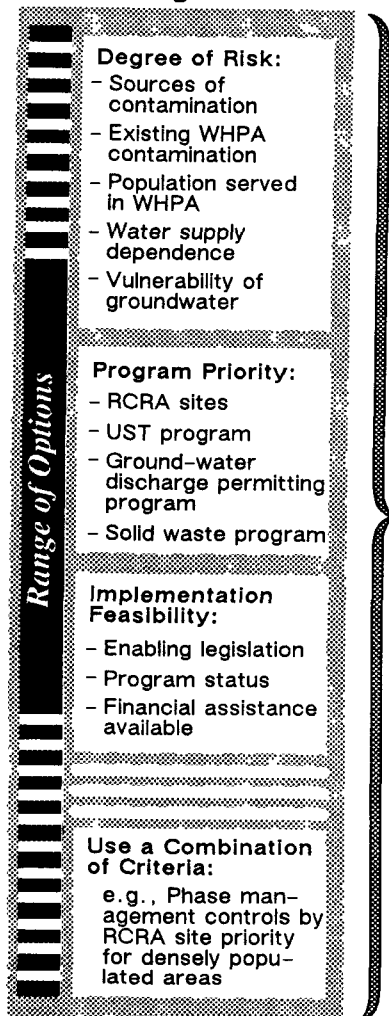 Degree of Risk:
- Sources of
contamination
- Existing WHPA
contamination
- Population served
in WHPA
- Water supply
dependence
- Vulnerability of
groundwater
Range of Options
Program Priority:
- RCRA sites
- UST program
- Ground-water
discharge permitting
program
- Solid waste program
Implementation
Feasibility:
- Enabling legislation
- Program status
- Financial assistance
available
Use a Combination
of Criteria:
e.g., Phase man-
agement controls by
RCRA site priority
for densely popu-
lated areas